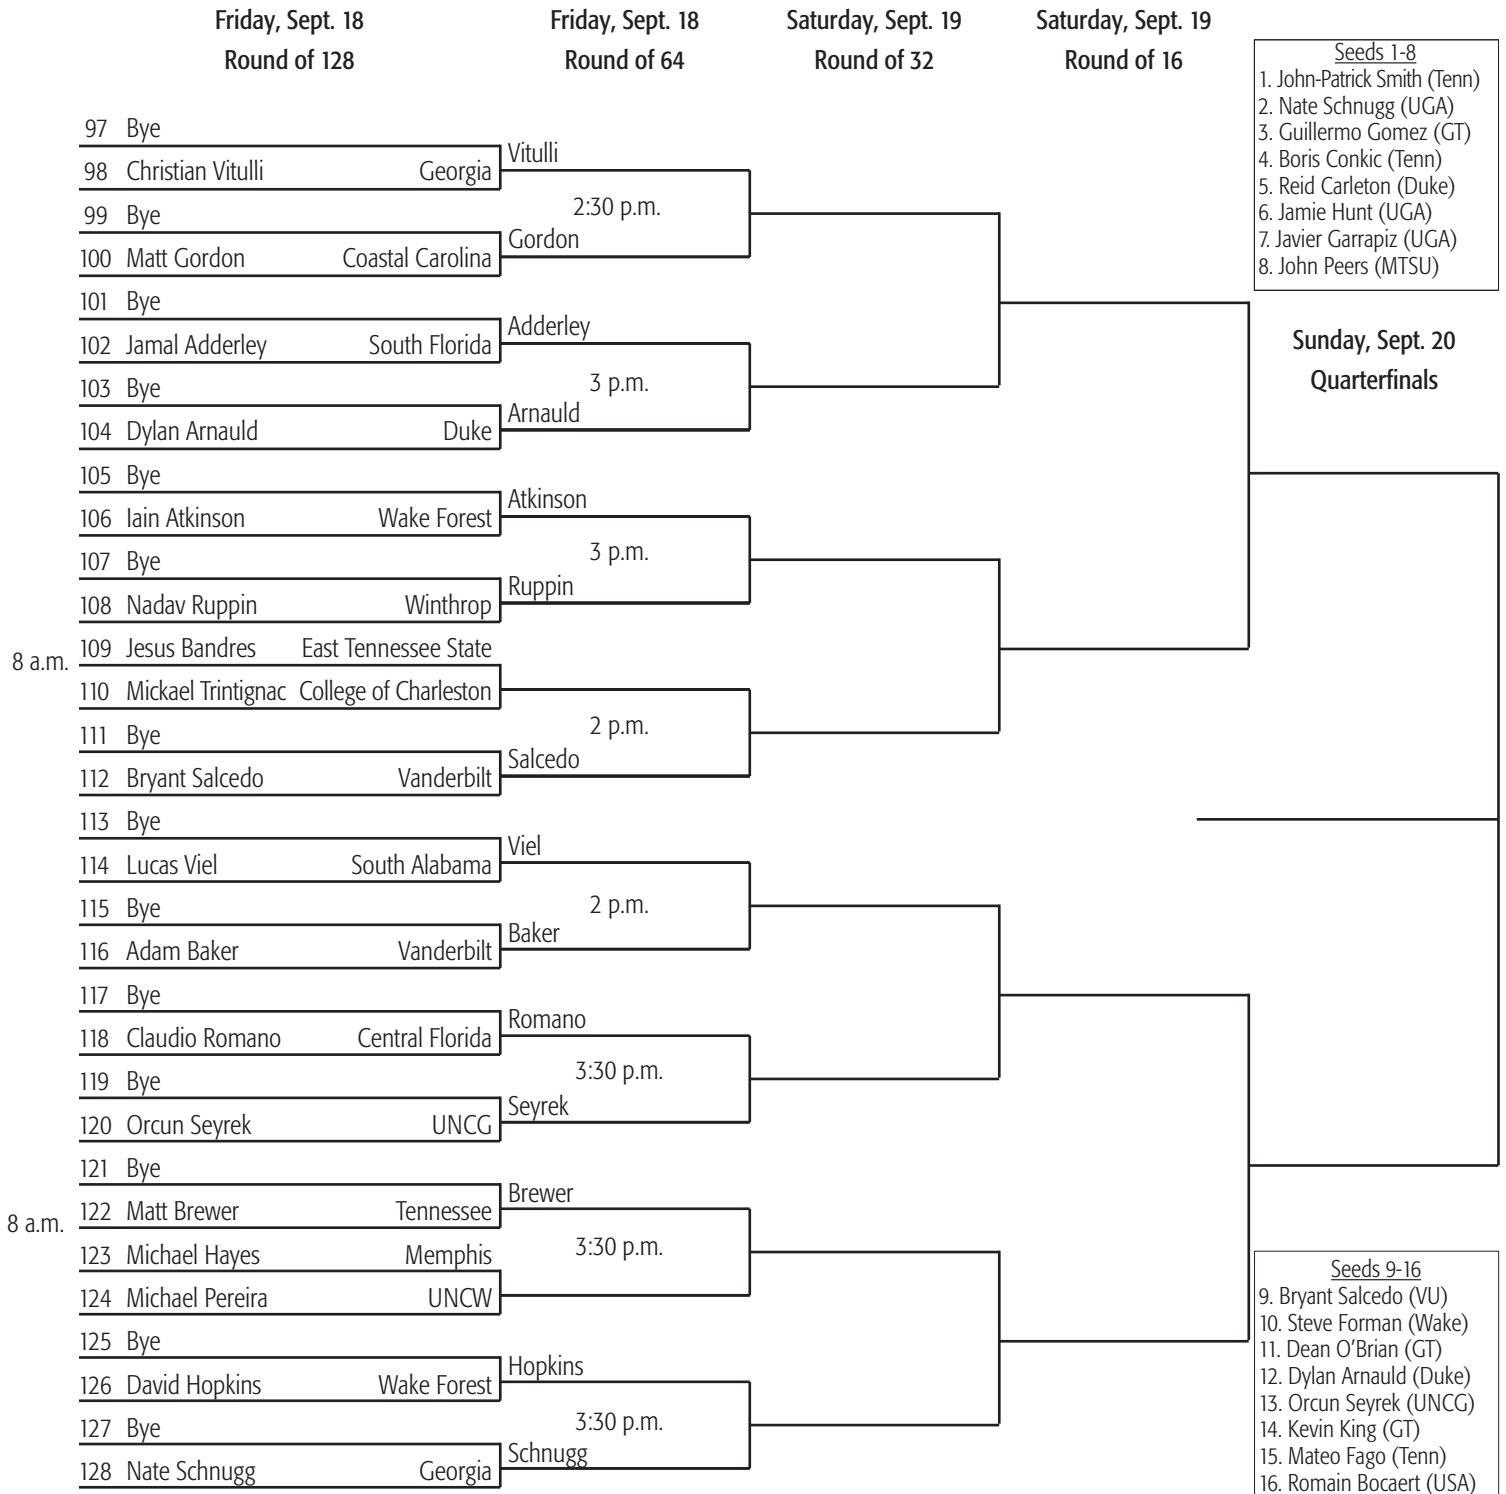 Friday, Sept. 18 Friday, Sept. 18 Saturday, Sept. 19 Saturday, Sept. 19
Round of 128 Round of 64 Round of 32 Round of 16
Seeds 1-8
1. John-Patrick Smith (Tenn)
2. Nate Schnugg (UGA)
3. Guillermo Gomez (GT)
4. Boris Conkic (Tenn)
5. Reid Carleton (Duke)
6. Jamie Hunt (UGA)
7. Javier Garrapiz (UGA)
8. John Peers (MTSU)
Sunday, Sept. 20
Quarterfinals
97 Bye
Vitulli
98 Christian Vitulli Georgia
2:30 p.m.
99 Bye
Gordon
100 Matt Gordon Coastal Carolina
101 Bye
Adderley
102 Jamal Adderley South Florida
3 p.m.
103 Bye
Arnauld
104 Dylan Arnauld Duke
105 Bye
Atkinson
106 Iain Atkinson Wake Forest
3 p.m.
107 Bye
Ruppin
108 Nadav Ruppin Winthrop
109 Jesus Bandres East Tennessee State
8 a.m.
110 Mickael Trintignac College of Charleston
2 p.m.
111 Bye
Salcedo
112 Bryant Salcedo Vanderbilt
113 Bye
Viel
114 Lucas Viel South Alabama
2 p.m.
115 Bye
Baker
116 Adam Baker Vanderbilt
117 Bye
Romano
118 Claudio Romano Central Florida
3:30 p.m.
119 Bye
Seyrek
120 Orcun Seyrek UNCG
121 Bye
Brewer
122 Matt Brewer Tennessee
8 a.m.
3:30 p.m.
123 Michael Hayes Memphis
124 Michael Pereira UNCW
125 Bye
Hopkins
126 David Hopkins Wake Forest
3:30 p.m.
127 Bye
Schnugg
128 Nate Schnugg Georgia
Seeds 9-16
9. Bryant Salcedo (VU)
10. Steve Forman (Wake)
11. Dean O'Brian (GT)
12. Dylan Arnauld (Duke)
13. Orcun Seyrek (UNCG)
14. Kevin King (GT)
15. Mateo Fago (Tenn)
16. Romain Bocaert (USA)